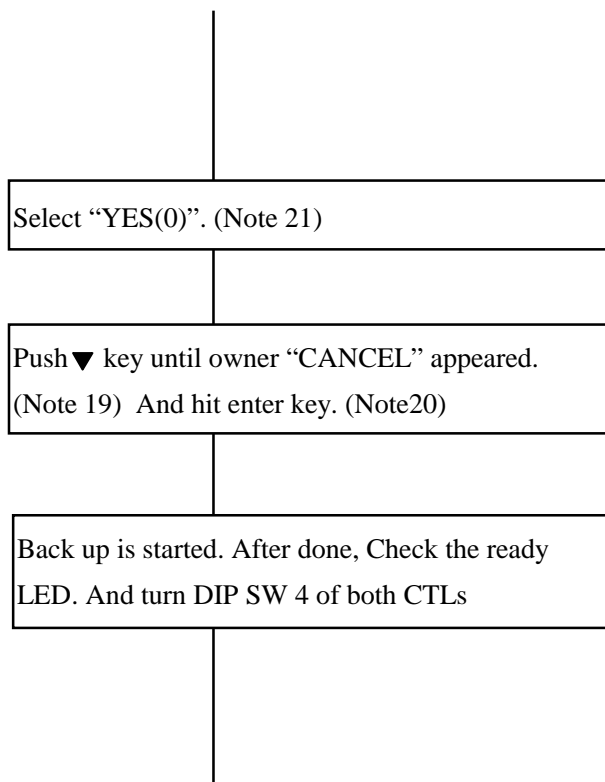 Select “YES(0)”. (Note 21)
Push▼ key until owner “CANCEL” appeared.
(Note 19)  And hit enter key. (Note20)
Back up is started. After done, Check the ready
LED. And turn DIP SW 4 of both CTLs